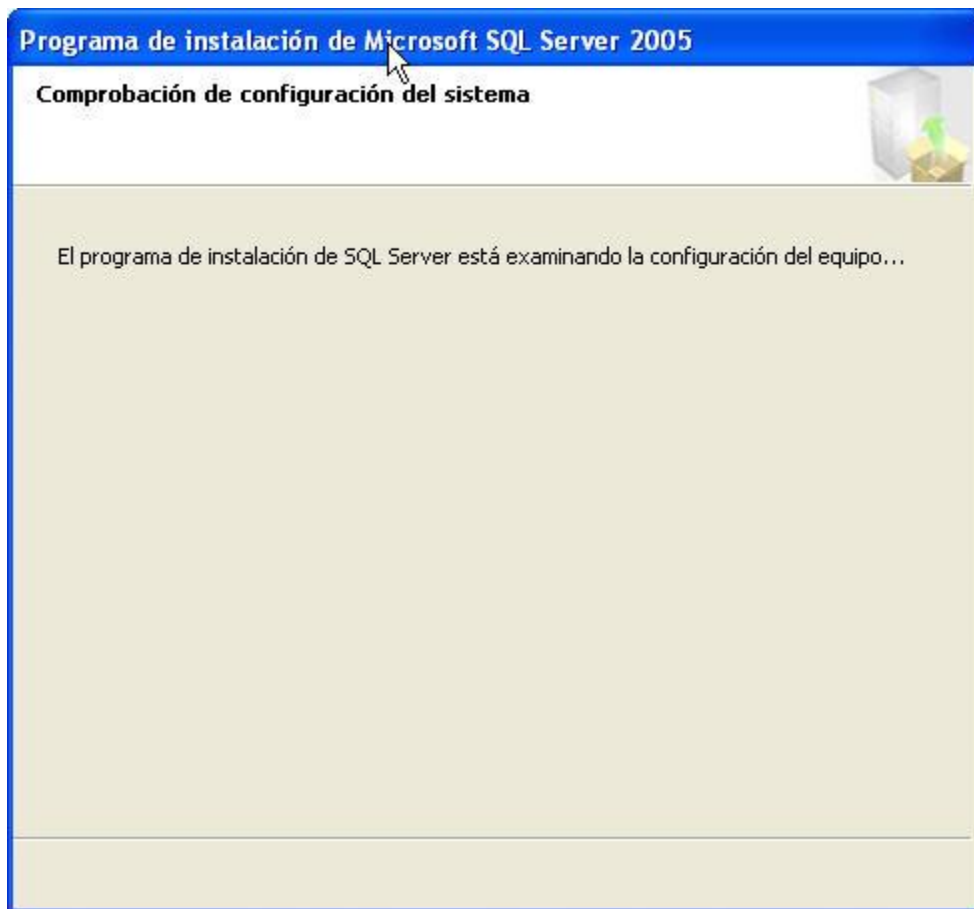 Programa de instalación de Microsoft SQL Server 2005
Comprobación de configuración del sistema
El programa de instalación de SQL Server está examinando la configuración del equipo...